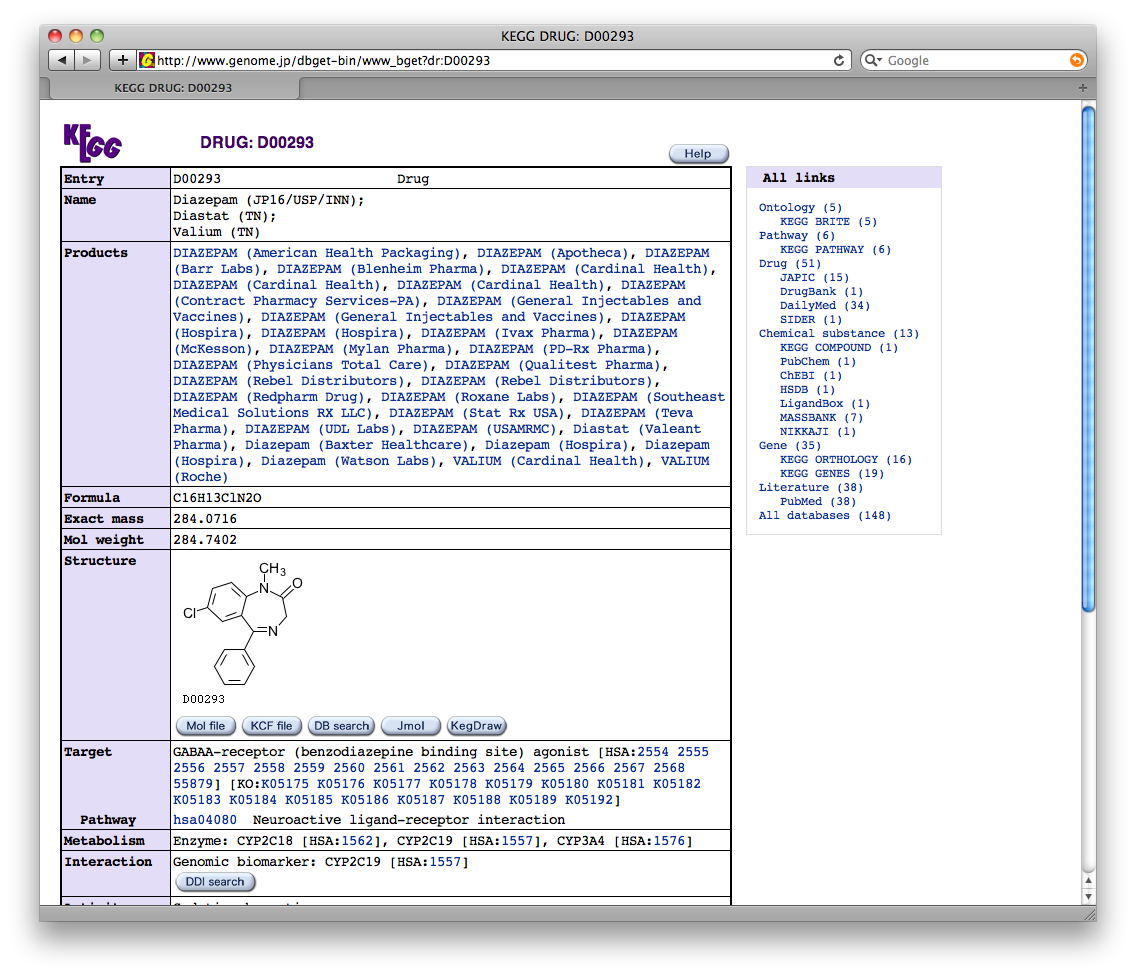 KEGG DRUG: D00293
http://www.genome.jp/dbget-bin/www_bget?dr:D00293
Google
KEGG DRUG: D00293
KEGG
DRUG: D00293
Help
Entry D00293 Drug
Name Diazepam (JP16/USP/INN);
Diastat (TN);
Valium (TN)
Products DIAZEPAM (American Health Packaging), DIAZEPAM (Apotheca), DIAZEPAM
(Barr Labs), DIAZEPAM (Blenheim Pharma), DIAZEPAM (Cardinal Health),
DIAZEPAM (Cardinal Health), DIAZEPAM (Cardinal Health), DIAZEPAM
(Contract Pharmacy Services-PA), DIAZEPAM (General Injectables and
Vaccines), DIAZEPAM (General Injectables and Vaccines), DIAZEPAM
(Hospira), DIAZEPAM (Hospira), DIAZEPAM (Ivax Pharma), DIAZEPAM
(McKesson), DIAZEPAM (Mylan Pharma), DIAZEPAM (PD-Rx Pharma),
DIAZEPAM (Physicians Total Care), DIAZEPAM (Qualitest Pharma),
DIAZEPAM (Rebel Distributors), DIAZEPAM (Rebel Distributors),
DIAZEPAM (Redpharm Drug), DIAZEPAM (Roxane Labs), DIAZEPAM (Southeast
Medical Solutions RX LLC), DIAZEPAM (Stat Rx USA), DIAZEPAM (Teva
Pharma), DIAZEPAM (UDL Labs), DIAZEPAM (USAMRMC), Diastat (Valeant
Pharma), Diazepam (Baxter Healthcare), Diazepam (Hospira), Diazepam
(Hospira), Diazepam (Watson Labs), VALIUM (Cardinal Health), VALIUM
(Roche)
Formula C16H13ClN2O
Exact mass 284.0716
Mol weight 284.7402
Structure
CH3
N
O
Cl
N
D00293
Mol file KCF file DB search Jmol KegDraw
Target GABAA-receptor (benzodiazepine binding site) agonist [HSA:2554 2555
2556 2557 2558 2559 2560 2561 2562 2563 2564 2565 2566 2567 2568
55879] [KO:K05175 K05176 K05177 K05178 K05179 K05180 K05181 K05182
K05183 K05184 K05185 K05186 K05187 K05188 K05189 K05192]
Pathway hsa04080 Neuroactive ligand-receptor interaction
Metabolism Enzyme: CYP2C18 [HSA:1562], CYP2C19 [HSA:1557], CYP3A4 [HSA:1576]
Interaction Genomic biomarker: CYP2C19 [HSA:1557]
DDI search
All links
Ontology (5)
KEGG BRITE (5)
Pathway (6)
KEGG PATHWAY (6)
Drug (51)
JAPIC (15)
DrugBank (1)
DailyMed (34)
SIDER (1)
Chemical substance (13)
KEGG COMPOUND (1)
PubChem (1)
ChEBI (1)
HSDB (1)
LigandBox (1)
MASSBANK (7)
NIKKAJI (1)
Gene (35)
KEGG ORTHOLOGY (16)
KEGG GENES (19)
Literature (38)
PubMed (38)
All databases (148)